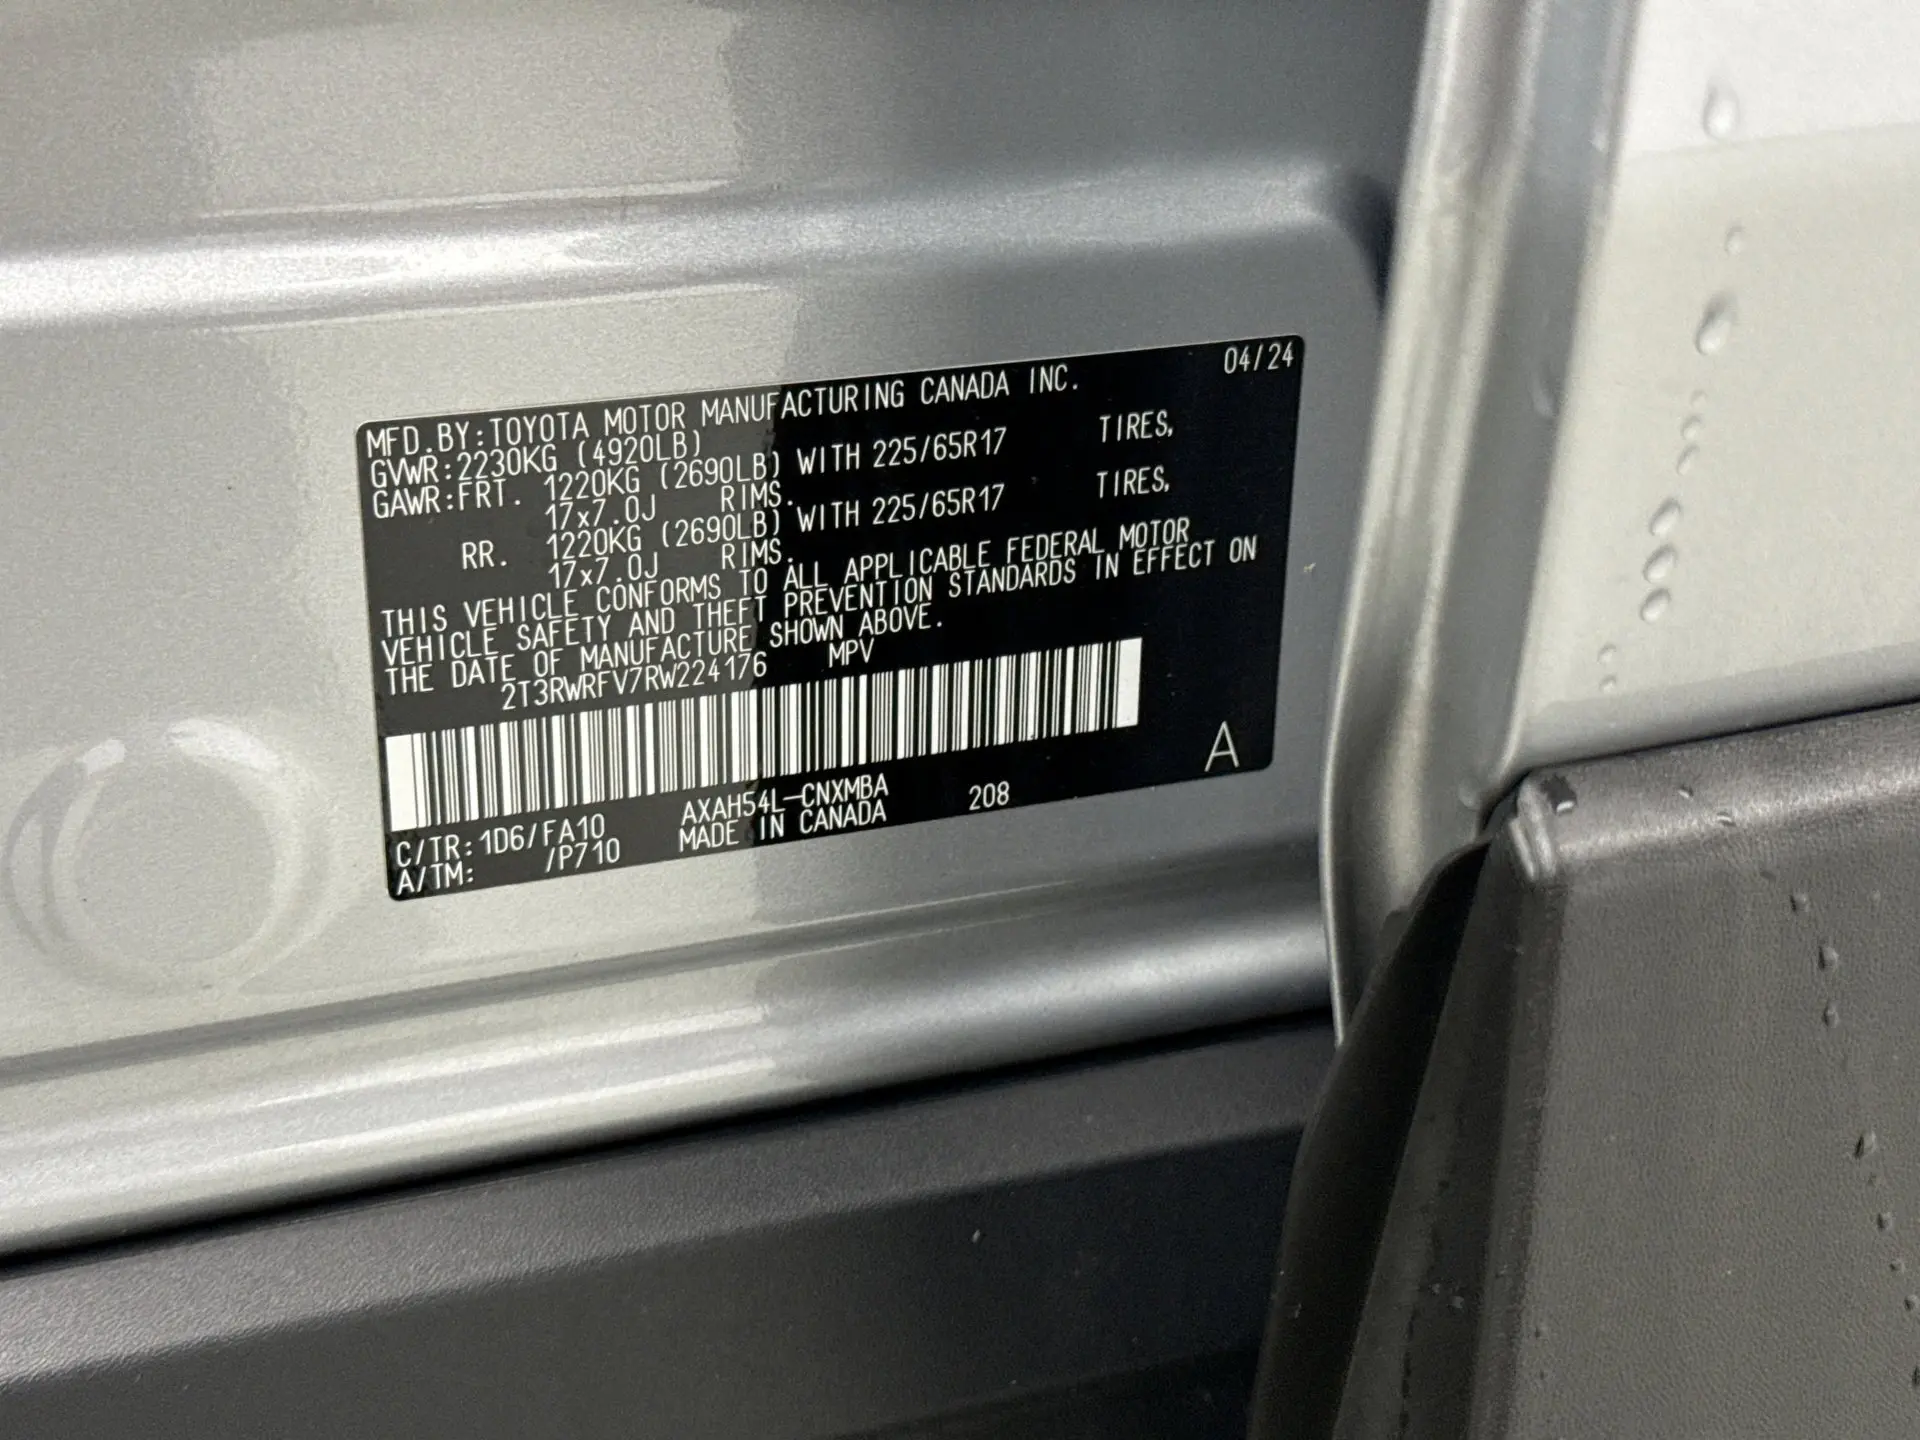 04/24
MFD.BY:TOYOTA MOTOR MANUFACTURING CANADA INC.
GVWR:2230KG (4920LB)
GAWR:FRT. 1220KG (2690LB) WITH 225/65R17 TIRES,
17x7.0J RIMS.
RR. 1220KG (2690LB) WITH 225/65R17 TIRES,
17x7.0J RIMS.
THIS VEHICLE CONFORMS TO ALL APPLICABLE FEDERAL MOTOR
VEHICLE SAFETY AND THEFT PREVENTION STANDARDS IN EFFECT ON
THE DATE OF MANUFACTURE SHOWN ABOVE.
2T3RWRFV7RW224176 MPV
A
C/TR:1D6/FA10 AXAH54L-CNXMBA 208
A/TM: /P710 MADE IN CANADA